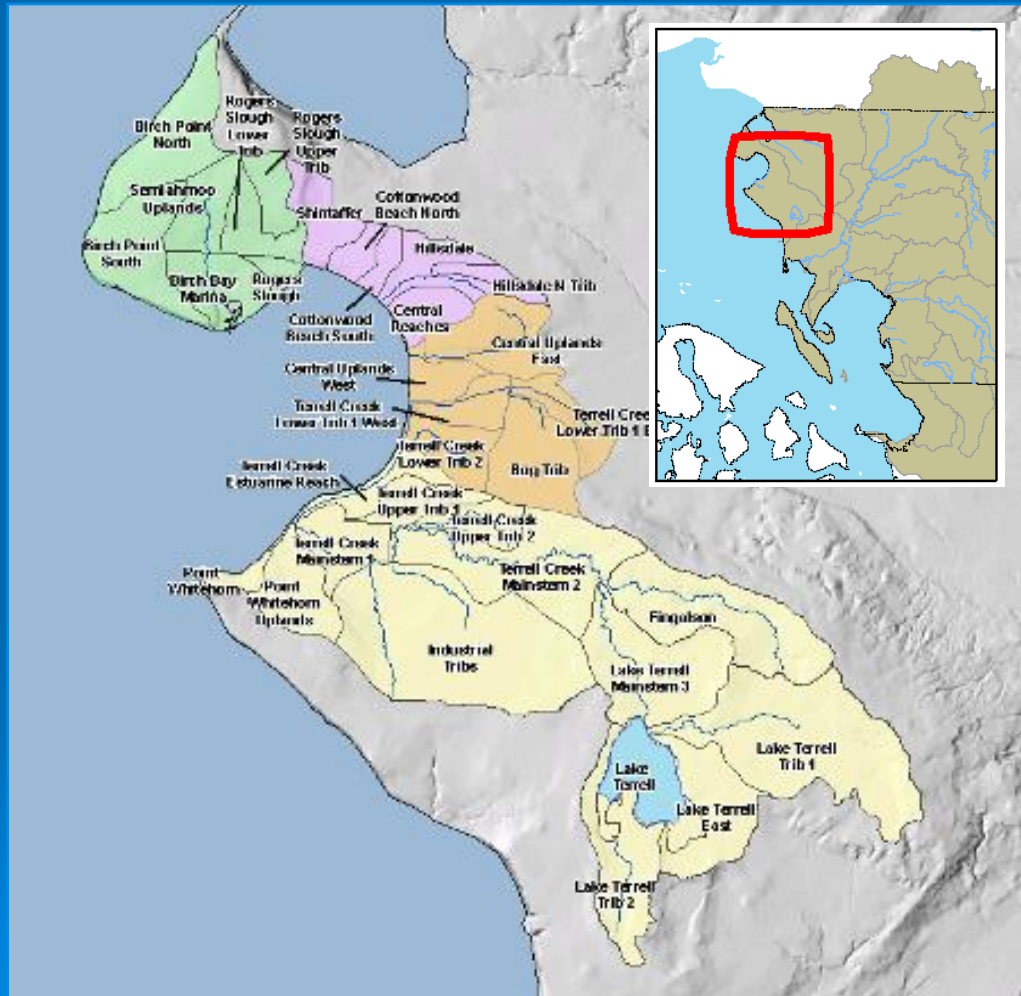 Birch Point
North
Rogers
Slough
Lower
Trib
Rogers
Slough
Upper
Trib
Semiahmoo
Uplands
Shintaffer
Cottonwood
Beach North
Hillsdale
Birch Point
South
Birch Bay
Marina
Rogers
Slough
Hillsdale N Trib
Cottonwood
Beach South
Central
Reaches
Central Uplands
East
Central Uplands
West
Terrell Creek
Lower Trib 1 West
Terrell Cree
Lower Trib 1 E
Terrell Creek
Lower Trib 2
Bog Trib
Terrell Creek
Estuarine Reach
Terrell Creek
Upper Trib 1
Terrell Creek
Upper Trib 2
Terrell Creek
Mainstem 1
Terrell Creek
Mainstem 2
Point
Whitehorn
Point
Whitehorn
Uplands
Fingalson
Industrial
Tribs
Lake Terrell
Mainstem 3
Lake Terrell
Trib 1
Lake
Terrell
Lake Terrell
East
Lake Terrell
Trib 2